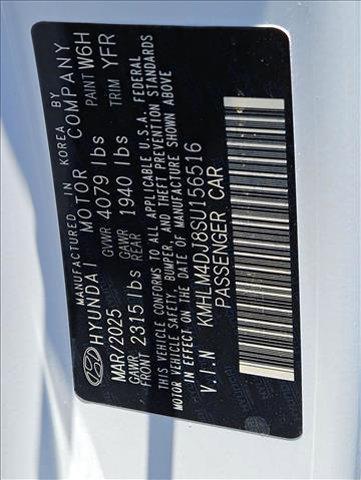 MANUFACTURED IN KOREA BY
HYUNDAI MOTOR COMPANY
MAR/2025 GVWR 4079 lbs PAINT W6H
GAWR FRONT 2315 lbs GAWR REAR 1940 lbs TRIM YFR
THIS VEHICLE CONFORMS TO ALL APPLICABLE U.S.A. FEDERAL
MOTOR VEHICLE SAFETY, BUMPER, AND THEFT PREVENTION STANDARDS
IN EFFECT ON THE DATE OF MANUFACTURE SHOWN ABOVE
V.I.N KMHLM4DJ8SU156516
PASSENGER CAR